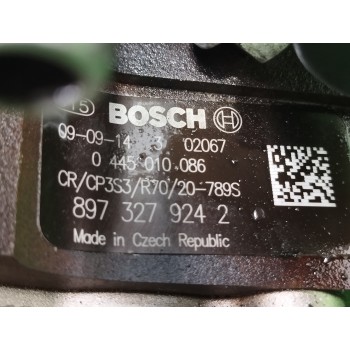 15 BOSCH
09-09-14 3 02067
0 445 010 086
CR/CP3S3/R70/20-789S
897 327 924 2
Made in Czech Republic